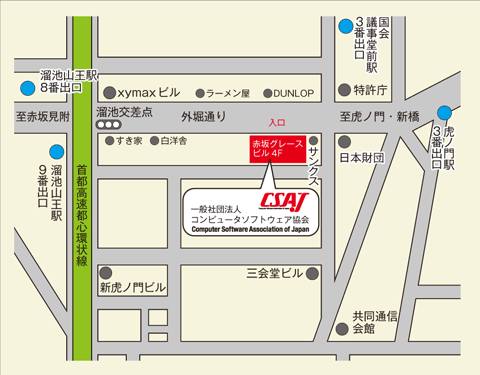 国会
議事堂前駅
3番出口
溜池山王駅
8番出口
xymaxビル
ラーメン屋
DUNLOP
特許庁
至赤坂見附
溜池交差点
外堀通り
入口
至虎ノ門・新橋
虎ノ門駅
3番出口
すき家
白洋舎
赤坂グレース
ビル 4F
サンクス
日本財団
溜池山王駅
9番出口
首都高速都心環状線
CSAJ
一般社団法人
コンピュータソフトウェア協会
Computer Software Association of Japan
新虎ノ門ビル
三会堂ビル
共同通信
会館